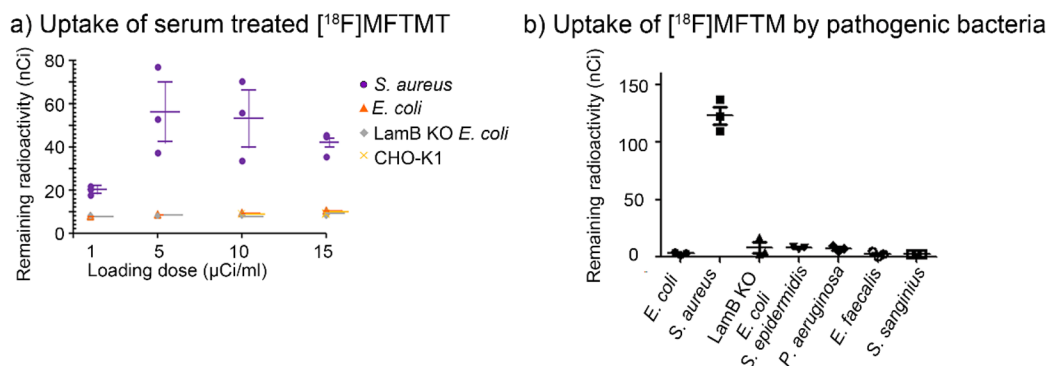 a) Uptake of serum treated [¹⁸F]MFTMT
Remaining radioactivity (nCi)
80
60
40
20
0
1
5
10
15
Loading dose (µCi/ml)
S. aureus
E. coli
LamB KO E. coli
CHO-K1
b) Uptake of [¹⁸F]MFTM by pathogenic bacteria
Remaining radioactivity (nCi)
150
100
50
0
E. coli
S. aureus
LamB KO
E. coli
S. epidermidis
P. aeruginosa
E. faecalis
S. sanginius